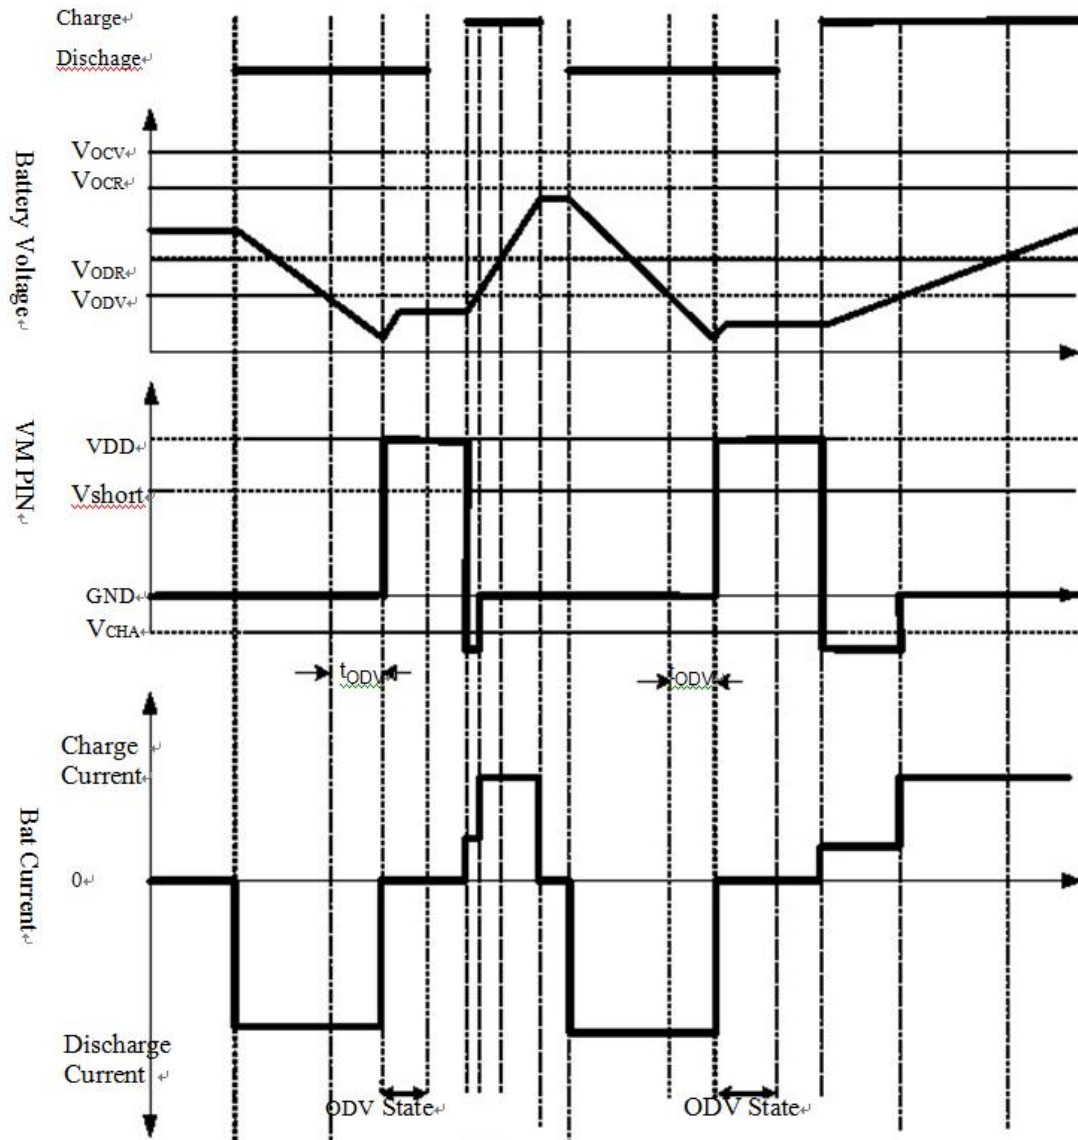 Charge
Dischage
Battery Voltage
VOCV
VOCR
VODR
VODV
VM PIN
VDD
Vshort
GND
VCHA
tODV
tODV
Charge
Current
Bat Current
0
Discharge
Current
ODV State
ODV State